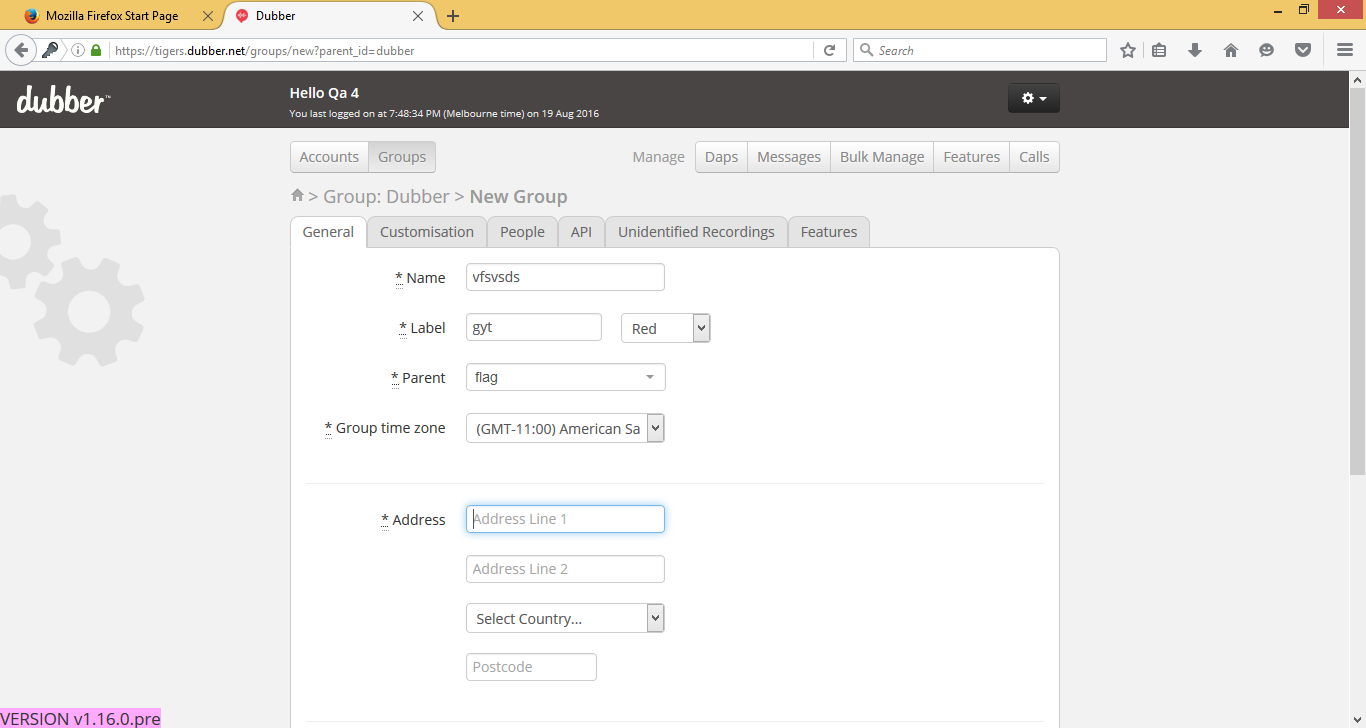 Mozilla Firefox Start Page
Dubber
https://tigers.dubber.net/groups/new?parent_id=dubber
Search
dubber™
Hello Qa 4
You last logged on at 7:48:34 PM (Melbourne time) on 19 Aug 2016
Accounts Groups Manage Daps Messages Bulk Manage Features Calls
> Group: Dubber > New Group
General Customisation People API Unidentified Recordings Features
* Name vfsvsds
* Label gyt Red
* Parent flag
* Group time zone (GMT-11:00) American Sa
* Address Address Line 1
Address Line 2
Select Country...
Postcode
VERSION v1.16.0.pre